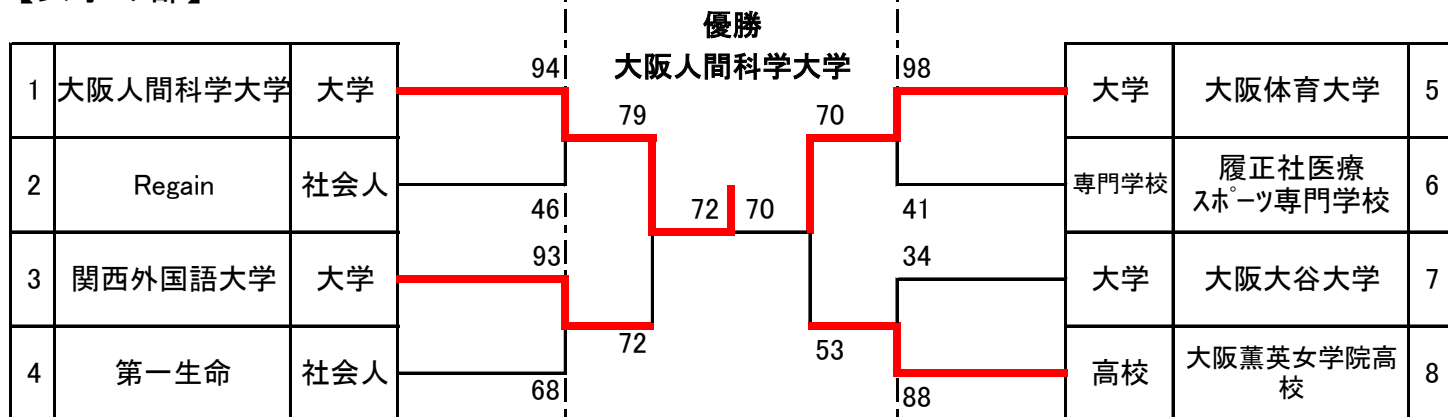 優勝
大阪人間科学大学
1 大阪人間科学大学 大学
94
98
大学 大阪体育大学 5
79
70
2 Regain 社会人
専門学校 履正社医療
スポーツ専門学校 6
46
72 70
41
93
34
3 関西外国語大学 大学
大学 大阪大谷大学 7
72
53
4 第一生命 社会人
高校 大阪薫英女学院高
校 8
68
88